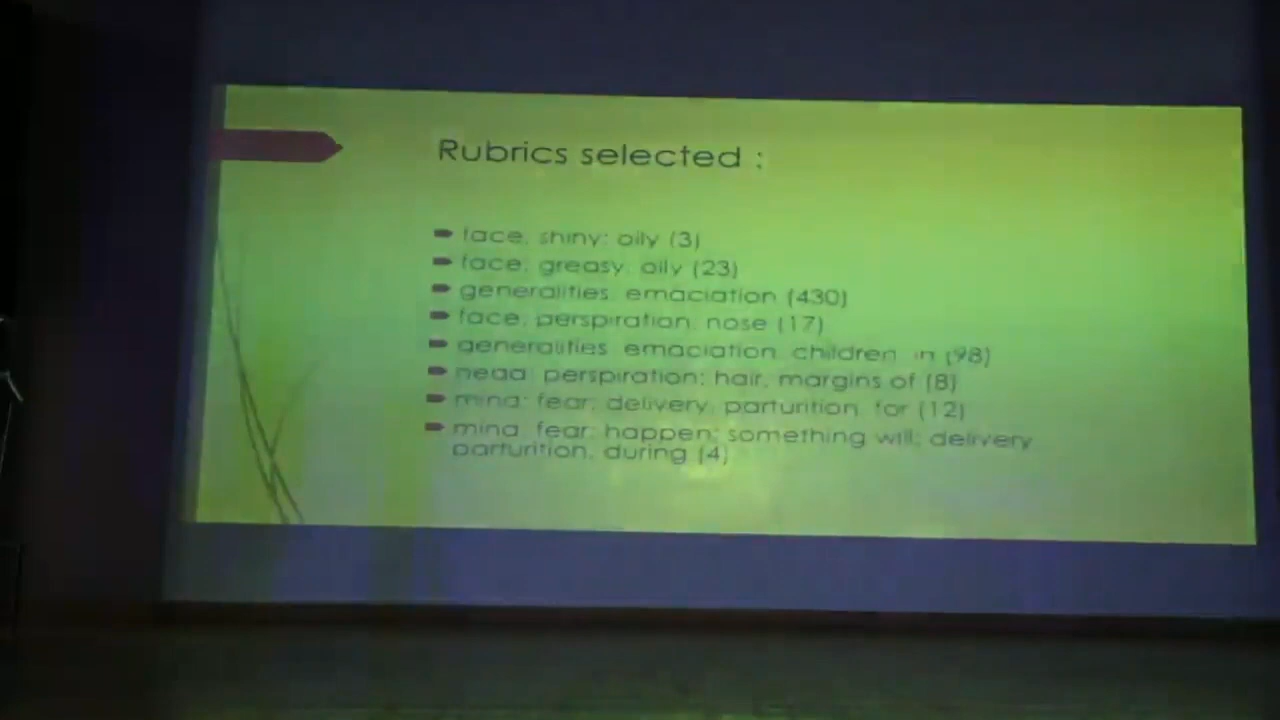 Rubrics selected :
face; shiny; oily (3)
face; greasy, oily (23)
generalities; emaciation (430)
face; perspiration; nose (17)
generalities; emaciation; children, in (98)
head; perspiration; hair, margins of (8)
mind; fear; delivery, parturition, for (12)
mind; fear; happen; something will; delivery,
parturition, during (4)